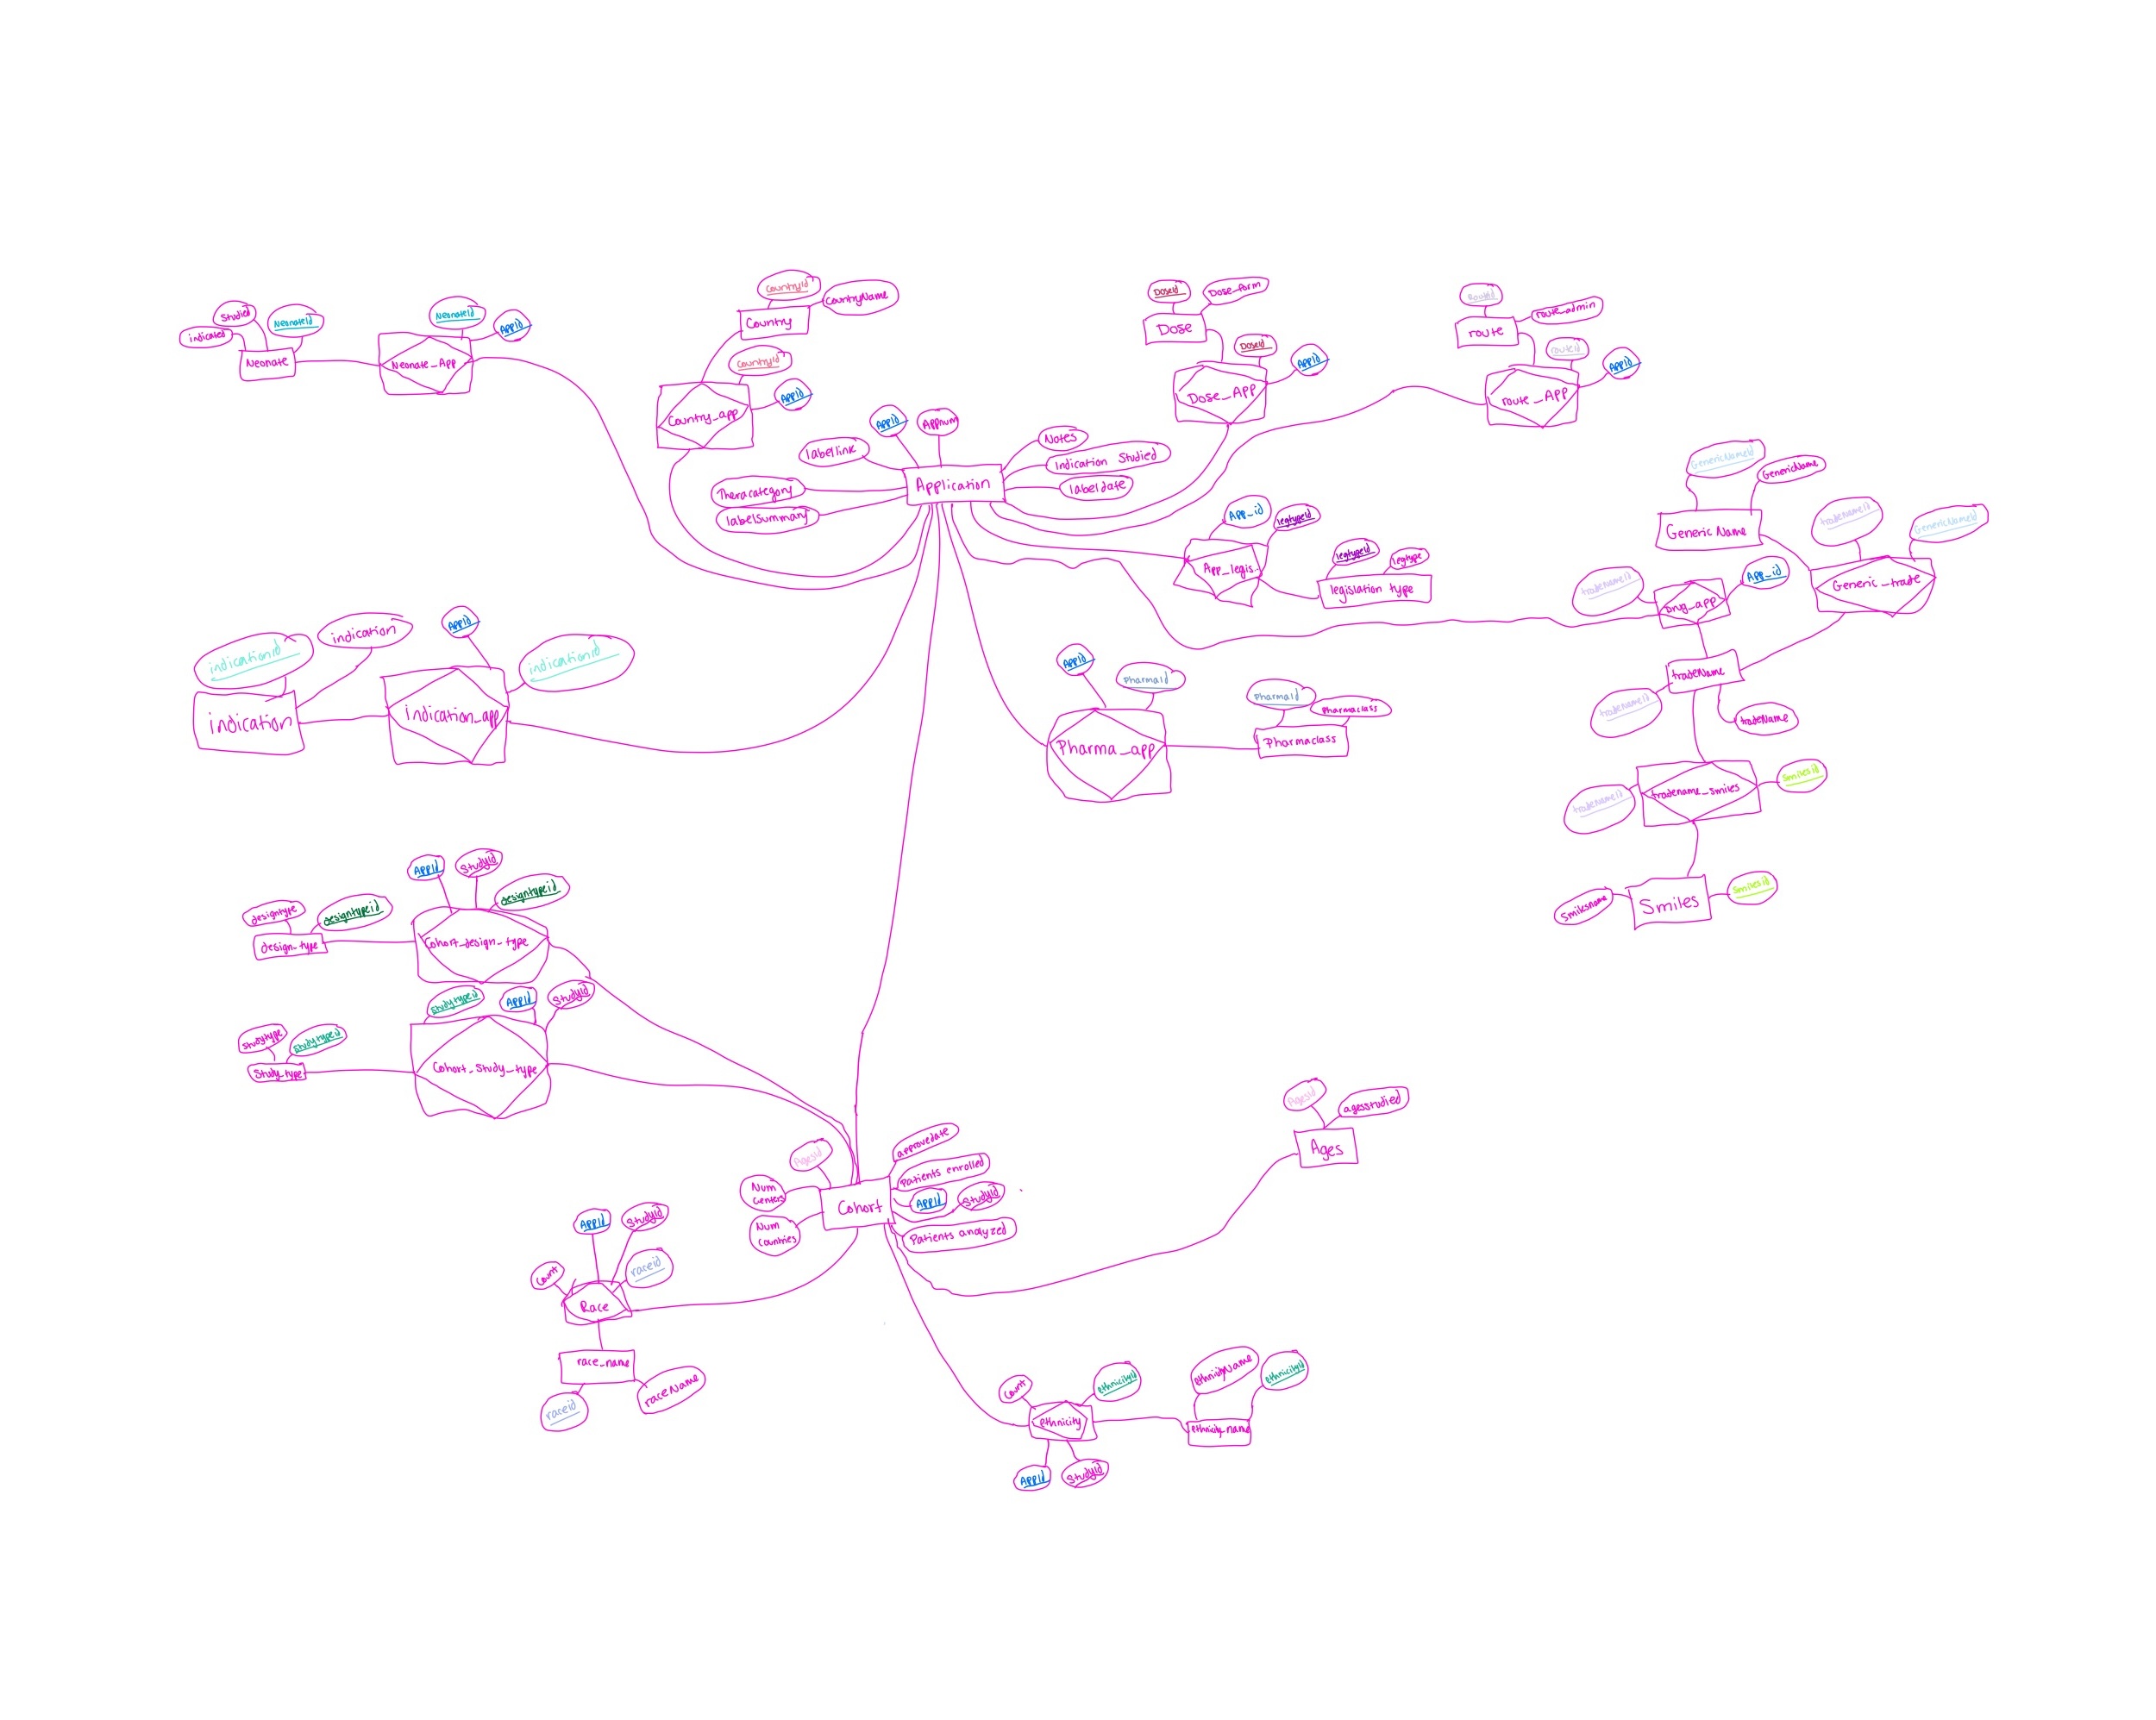 Studied
indicated
NeonateId
Neonate
NeonateId
AppId
Neonate_App
CountryId
CountryName
Country
CountryId
AppId
Country_app
DoseId
Dose_form
Dose
DoseId
AppId
Dose_App
RouteId
route_admin
route
routeid
AppId
route_App
AppId
Appnum
labellink
Notes
Indication Studied
labeldate
Theracategory
labelSummary
Application
App_id
legtypeId
App_legis..
legtypeId
legtype
legislation type
GenericNameId
GenericName
Generic Name
tradeNameId
GenericNameId
Generic_trade
tradeNameId
App_id
Drug_app
tradeName
tradeNameId
tradeName
tradeNameId
Smilesid
tradename_smiles
Smilesname
Smilesid
Smiles
indicationid
indication
indication
AppId
indicationid
indication_app
AppId
PharmaId
Pharma_app
PharmaId
Pharmaclass
Pharmaclass
AppId
StudyId
designtypeid
designtype
designtypeid
design_type
Cohort_design_type
Studytypeid
AppId
StudyId
studytype
Studytypeid
Study_type
Cohort_Study_type
AgesId
agesstudied
Ages
approvedate
AgesId
Patients enrolled
Num
Centers
AppId
StudyId
Cohort
Num
Countries
Patients analyzed
AppId
StudyId
raceid
Count
Race
race_name
raceid
raceName
Count
ethnicityId
ethnicityName
ethnicityId
ethnicity
ethnicity_name
AppId
StudyId